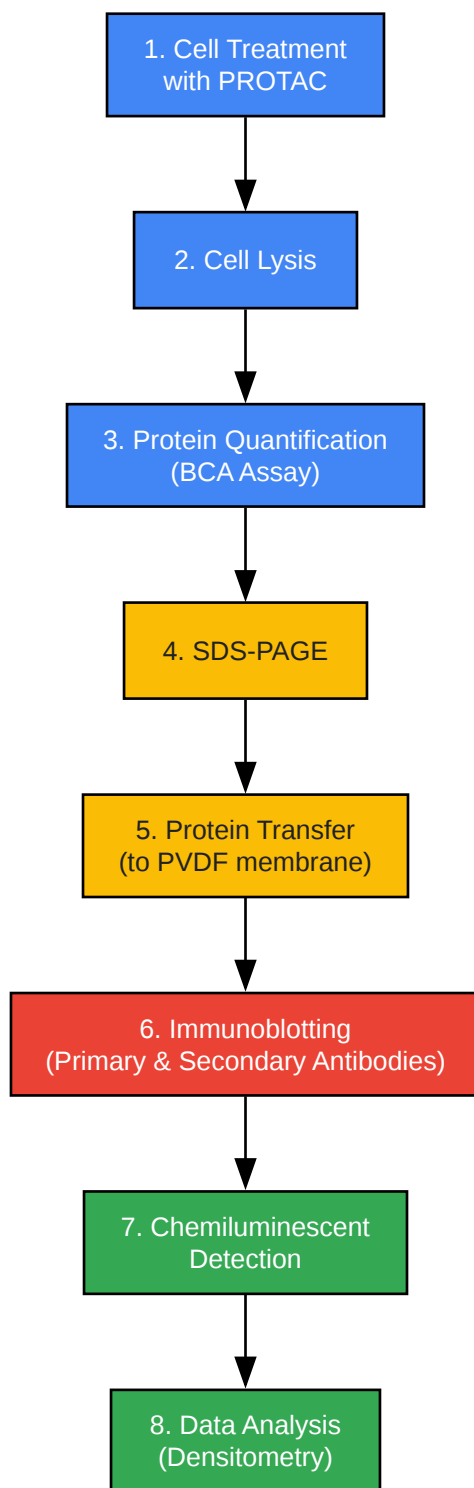 1. Cell Treatment
with PROTAC
2. Cell Lysis
3. Protein Quantification
(BCA Assay)
4. SDS-PAGE
5. Protein Transfer
(to PVDF membrane)
6. Immunoblotting
(Primary & Secondary Antibodies)
7. Chemiluminescent
Detection
8. Data Analysis
(Densitometry)